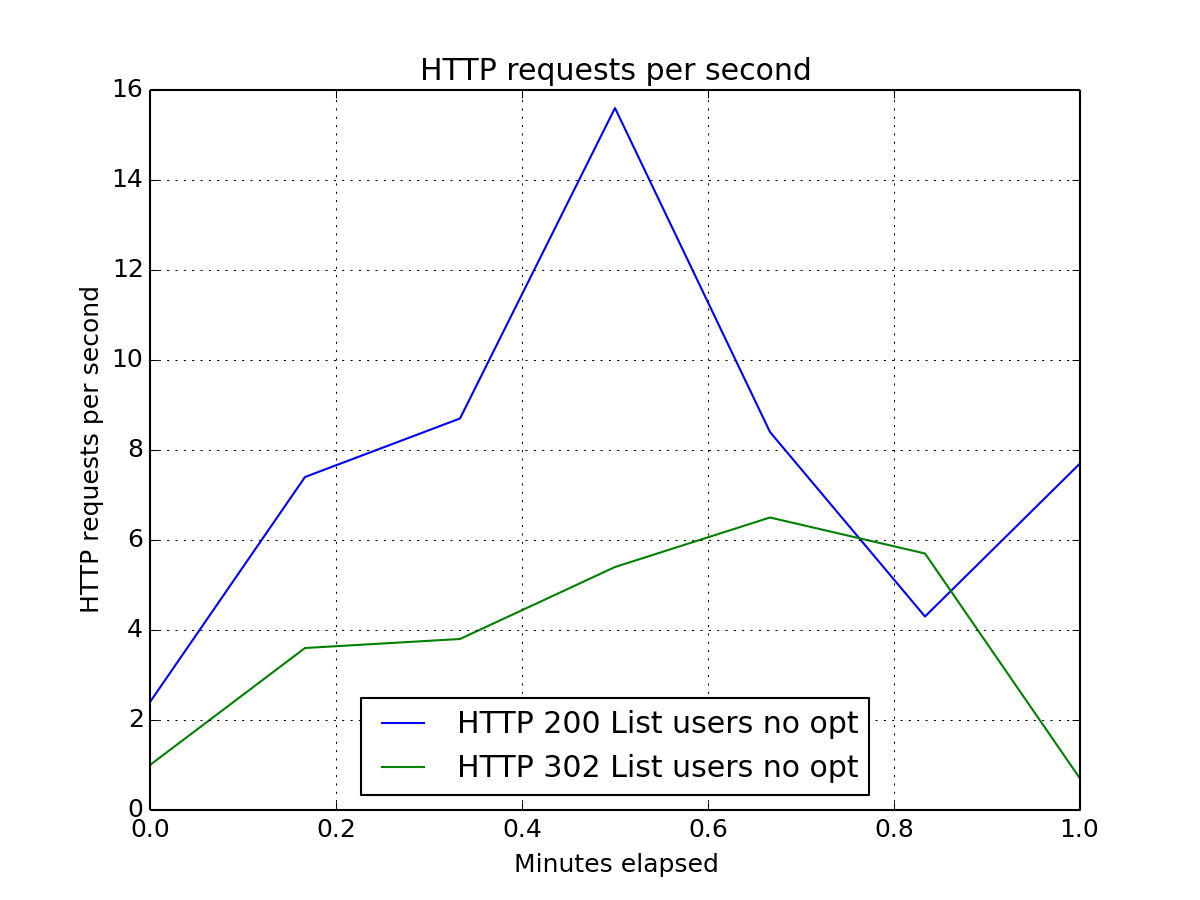 HTTP requests per second
16
14
12
10
8
6
4
2
0
HTTP requests per second
HTTP 200 List users no opt
HTTP 302 List users no opt
0.0 0.2 0.4 0.6 0.8 1.0
Minutes elapsed